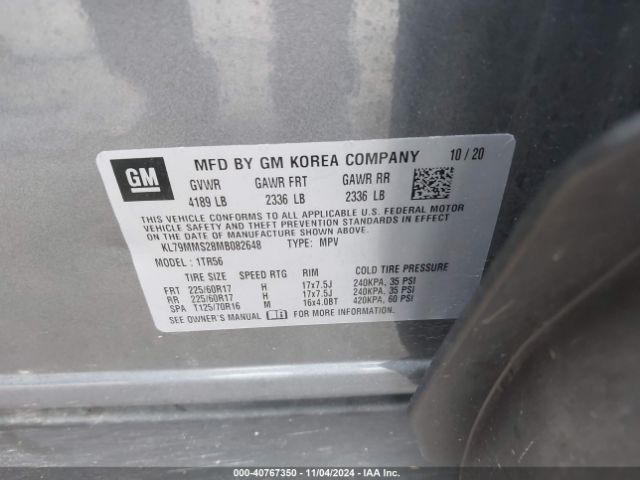 GM
MFD BY GM KOREA COMPANY 10/20
GVWR GAWR FRT GAWR RR
4189 LB 2336 LB 2336 LB
THIS VEHICLE CONFORMS TO ALL APPLICABLE U.S. FEDERAL MOTOR
VEHICLE SAFETY, BUMPER, AND THEFT PREVENTION STANDARDS
IN EFFECT ON THE DATE OF MANUFACTURE SHOWN ABOVE.
KL79MMS28MB082648 TYPE: MPV
MODEL: 1TR56
TIRE SIZE SPEED RTG RIM COLD TIRE PRESSURE
FRT 225/60R17 H 17x7.5J 240KPA, 35 PSI
RR 225/60R17 H 17x7.5J 240KPA, 35 PSI
SPA T125/70R16 M 16x4.0BT 420KPA, 60 PSI
SEE OWNER'S MANUAL FOR MORE INFORMATION.
000-40767350 - 11/04/2024 - IAA Inc.